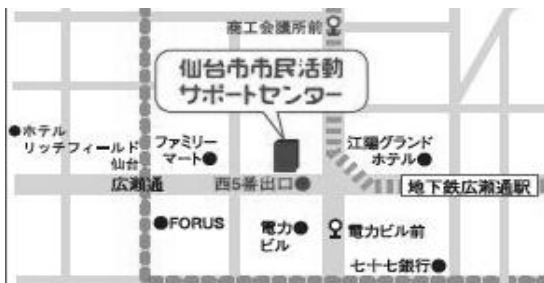 商工会議所前
仙台市市民活動
サポートセンター
ホテル
リッチフィールド
仙台
ファミリー
マート
江陽グランド
ホテル
広瀬通
西5番出口
地下鉄広瀬通駅
FORUS
電力
ビル
電力ビル前
七十七銀行